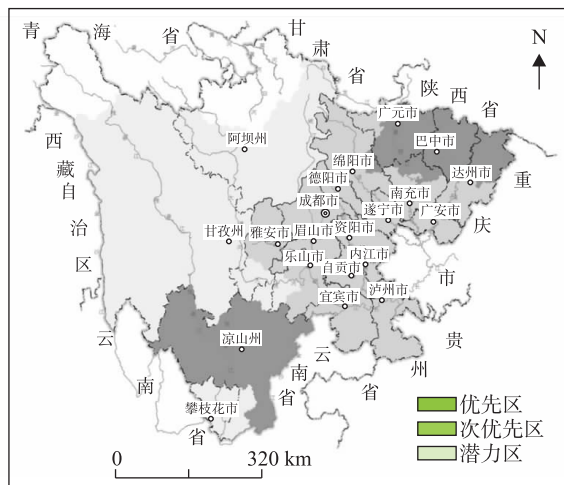 青
海
省
甘
肃
省
陕
西
省
N
西
藏
自
治
区
重
庆
市
广元市
巴中市
阿坝州
绵阳市
达州市
德阳市
南充市
成都市
遂宁市
广安市
甘孜州
雅安市
眉山市
资阳市
乐山市
内江市
自贡市
宜宾市
泸州市
凉山州
攀枝花市
云
南
省
云
南
省
贵
州
省
优先区
次优先区
潜力区
0
320 km